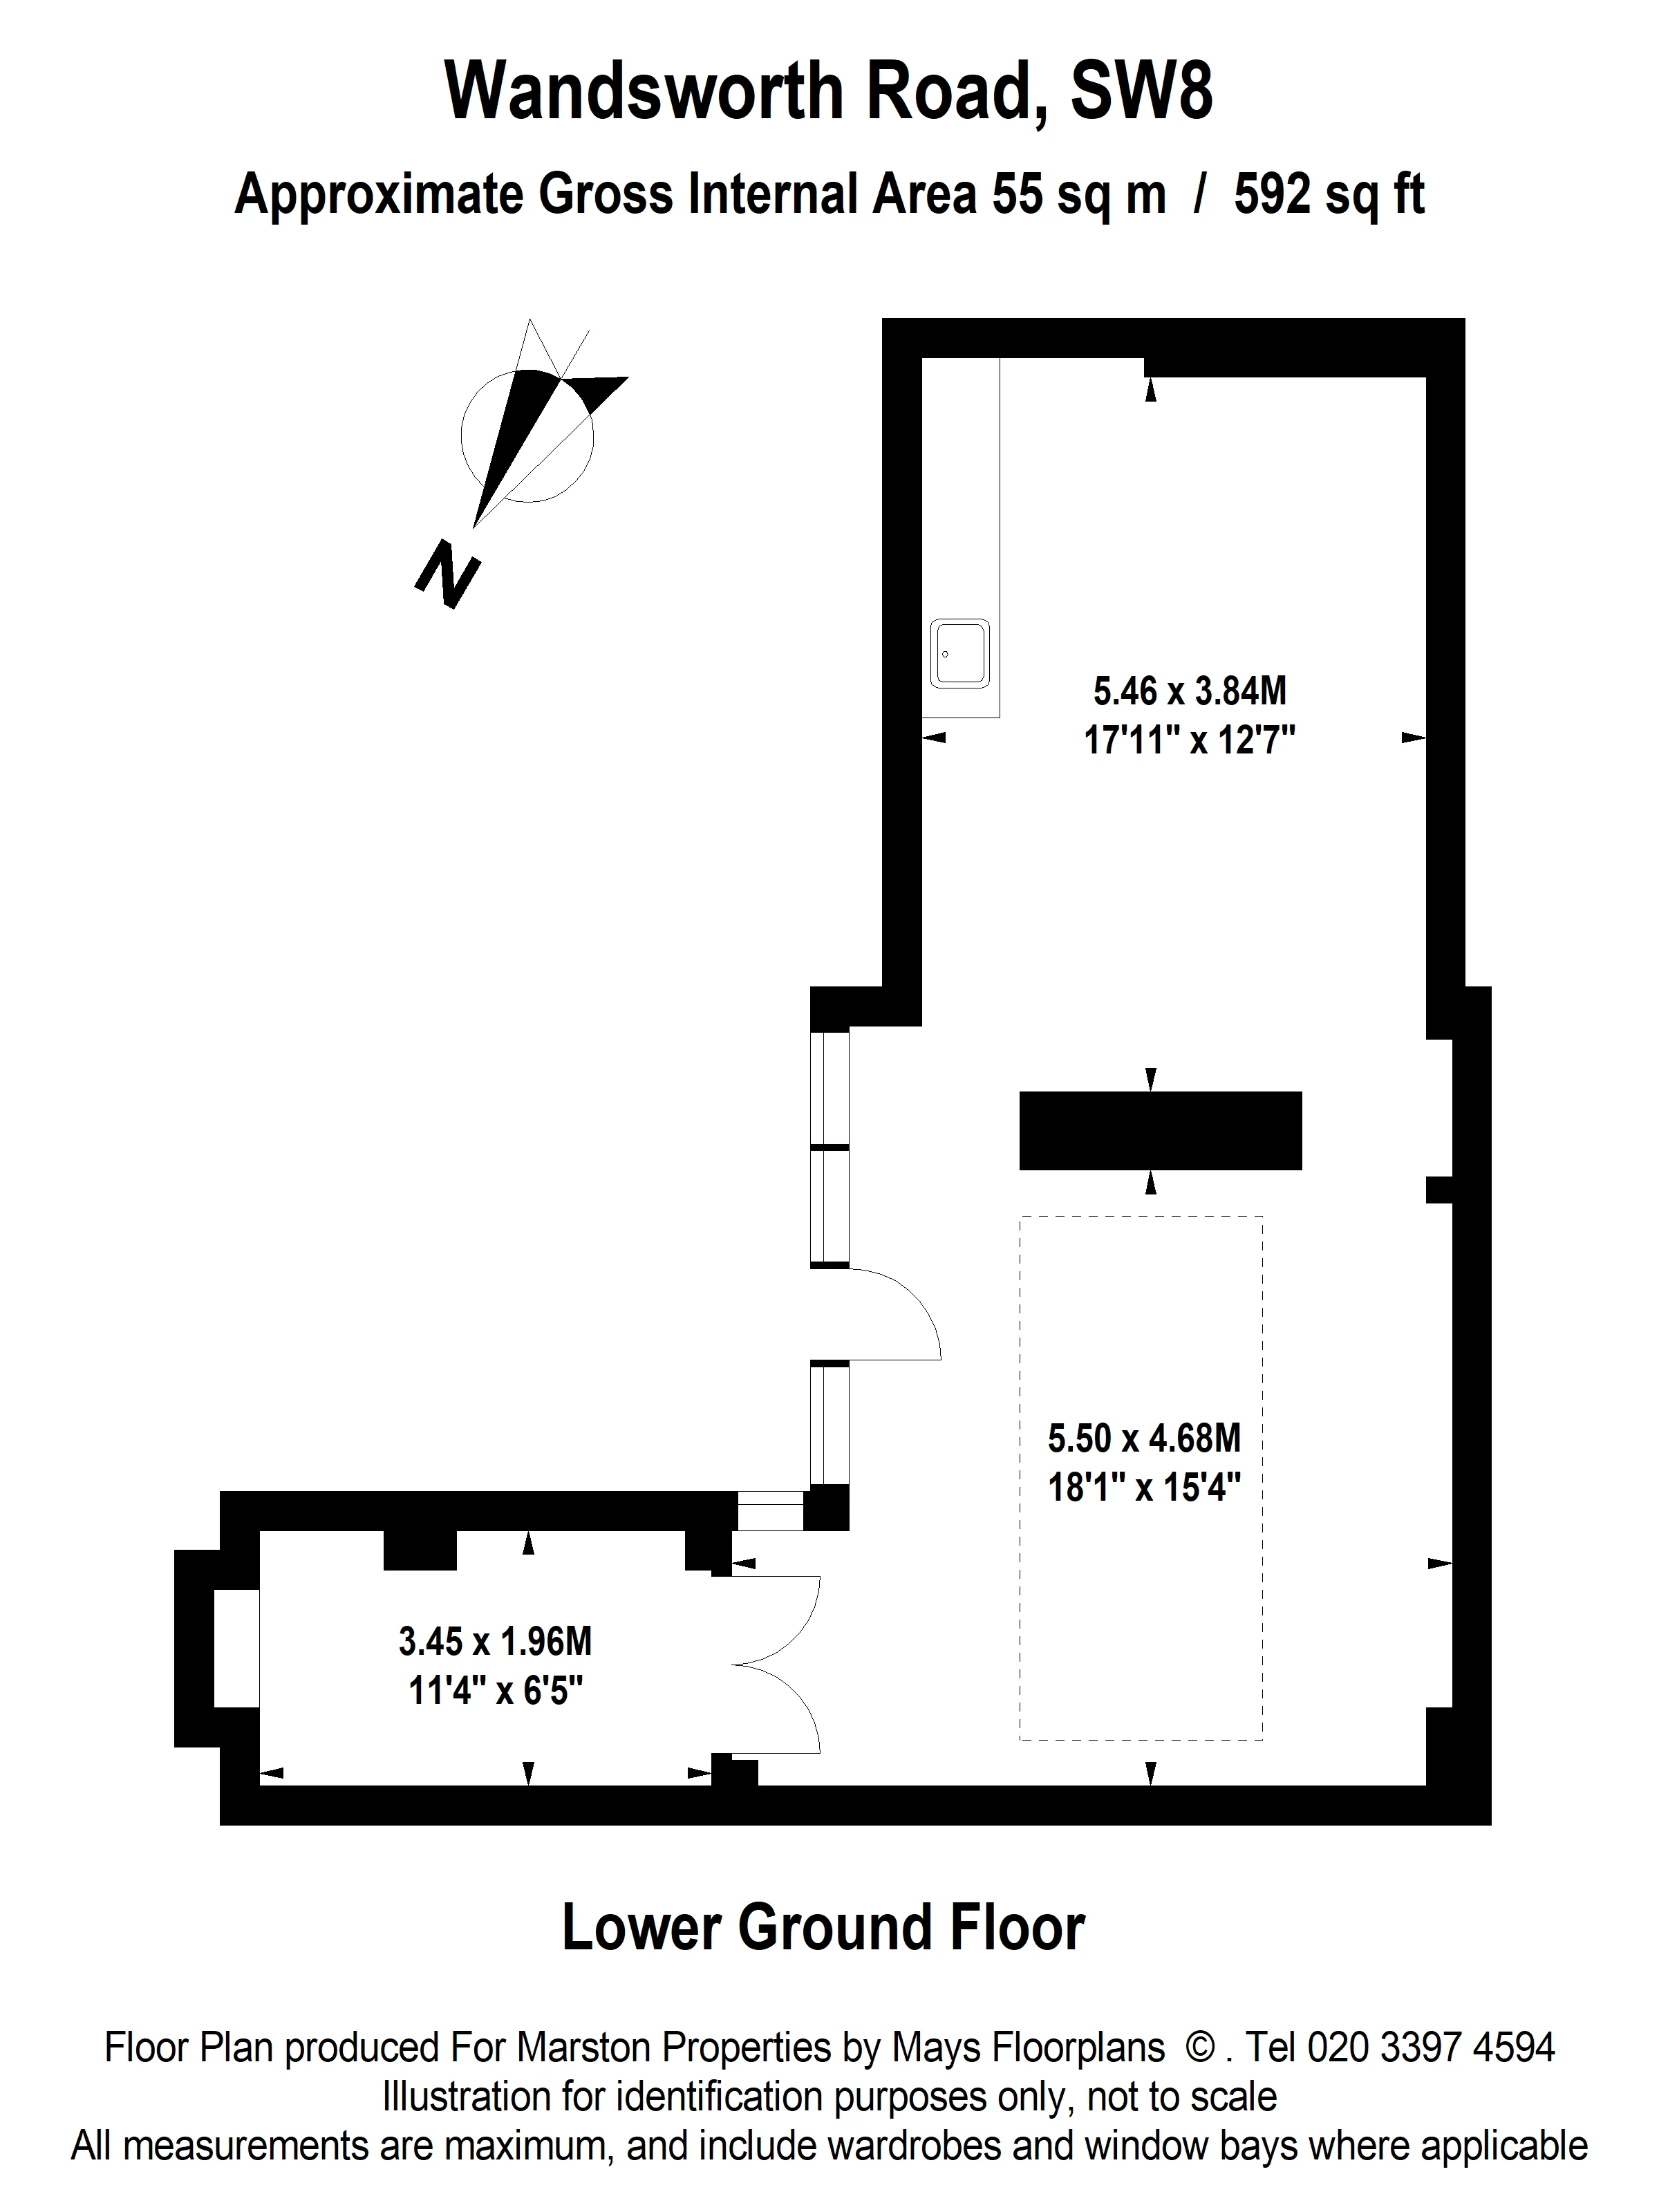 Wandsworth Road, SW8
Approximate Gross Internal Area 55 sq m / 592 sq ft
N
5.46 x 3.84M
17'11" x 12'7"
5.50 x 4.68M
18'1" x 15'4"
3.45 x 1.96M
11'4" x 6'5"
Lower Ground Floor
Floor Plan produced For Marston Properties by Mays Floorplans © . Tel 020 3397 4594
Illustration for identification purposes only, not to scale
All measurements are maximum, and include wardrobes and window bays where applicable